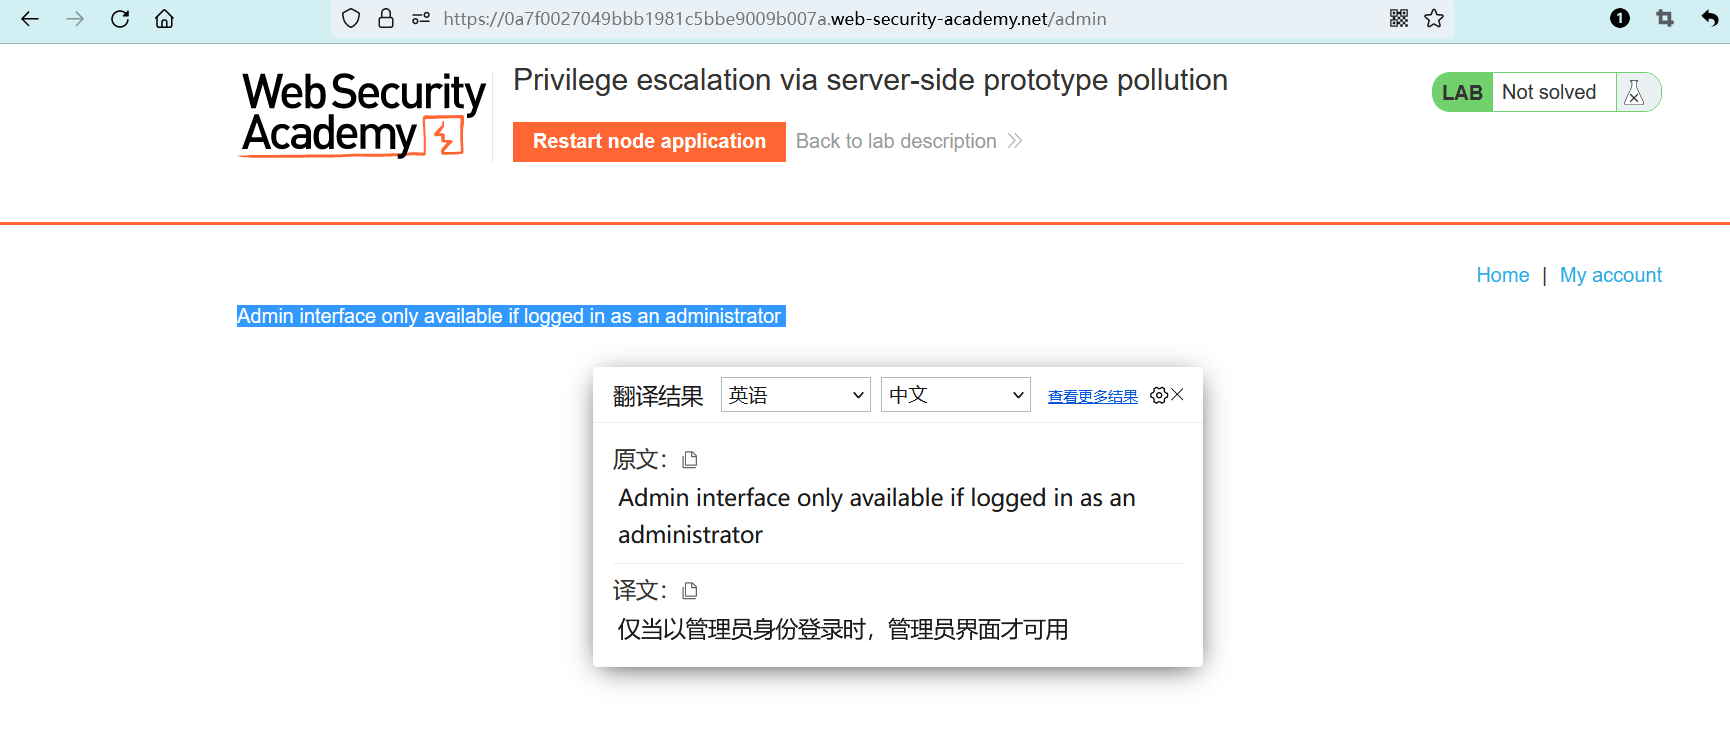 https://0a7f0027049bbb1981c5bbe9009b007a.web-security-academy.net/admin
1
Web Security
Academy
Privilege escalation via server-side prototype pollution
Restart node application
Back to lab description
LAB
Not solved
Home | My account
Admin interface only available if logged in as an administrator
翻译结果
英语
中文
查看更多结果
原文：
Admin interface only available if logged in as an
administrator
译文：
仅当以管理员身份登录时，管理员界面才可用